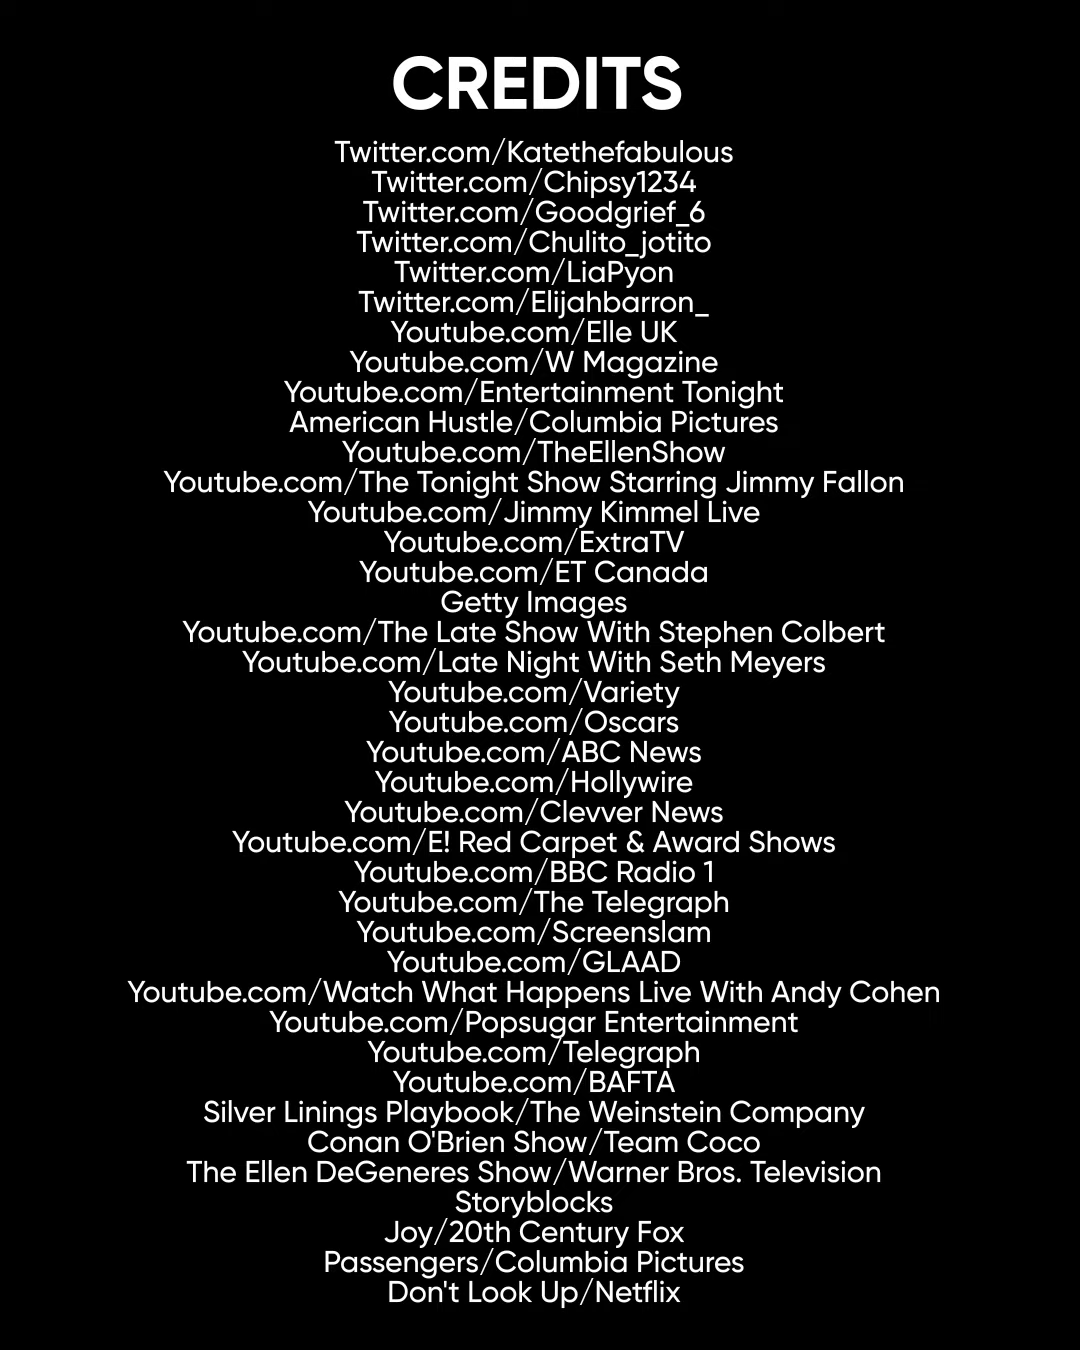 CREDITS
Twitter.com/Katethefabulous
Twitter.com/Chipsy1234
Twitter.com/Goodgrief_6
Twitter.com/Chulito_jotito
Twitter.com/LiaPyon
Twitter.com/Elijahbarron_
Youtube.com/Elle UK
Youtube.com/W Magazine
Youtube.com/Entertainment Tonight
American Hustle/Columbia Pictures
Youtube.com/TheEllenShow
Youtube.com/The Tonight Show Starring Jimmy Fallon
Youtube.com/Jimmy Kimmel Live
Youtube.com/ExtraTV
Youtube.com/ET Canada
Getty Images
Youtube.com/The Late Show With Stephen Colbert
Youtube.com/Late Night With Seth Meyers
Youtube.com/Variety
Youtube.com/Oscars
Youtube.com/ABC News
Youtube.com/Hollywire
Youtube.com/Clevver News
Youtube.com/E! Red Carpet & Award Shows
Youtube.com/BBC Radio 1
Youtube.com/The Telegraph
Youtube.com/Screenslam
Youtube.com/GLAAD
Youtube.com/Watch What Happens Live With Andy Cohen
Youtube.com/Popsugar Entertainment
Youtube.com/Telegraph
Youtube.com/BAFTA
Silver Linings Playbook/The Weinstein Company
Conan O'Brien Show/Team Coco
The Ellen DeGeneres Show/Warner Bros. Television
Storyblocks
Joy/20th Century Fox
Passengers/Columbia Pictures
Don't Look Up/Netflix